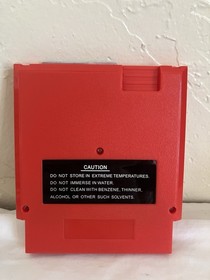 CAUTION
DO NOT STORE IN EXTREME TEMPERATURES.
DO NOT IMMERSE IN WATER.
DO NOT CLEAN WITH BENZENE, THINNER,
ALCOHOL OR OTHER SUCH SOLVENTS.